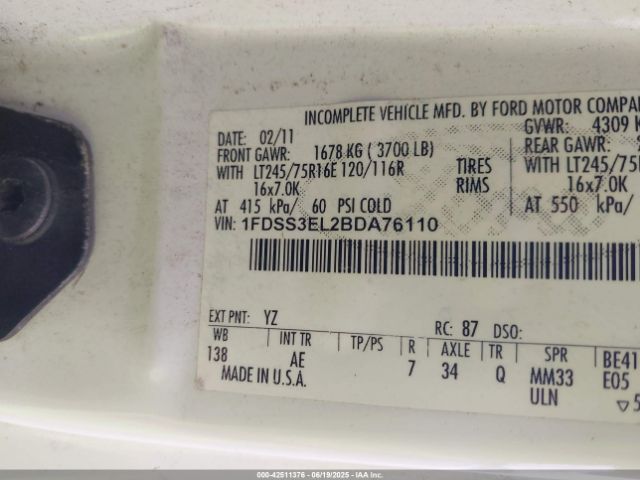 INCOMPLETE VEHICLE MFD. BY FORD MOTOR COMPA
DATE: 02/11 GVWR: 4309 K
FRONT GAWR: 1678 KG ( 3700 LB) REAR GAWR:
WITH LT245/75R16E 120/116R TIRES WITH LT245/75
16x7.0K RIMS 16x7.0K
AT 415 kPa/ 60 PSI COLD AT 550 kPa/
VIN: 1FDSS3EL2BDA76110
EXT PNT: YZ RC: 87 DSO:
WB INT TR TP/PS R AXLE TR SPR BE41
138 AE 7 34 Q MM33 E05
MADE IN U.S.A. ULN ▽5
000-42511376 - 06/19/2025 - IAA Inc.